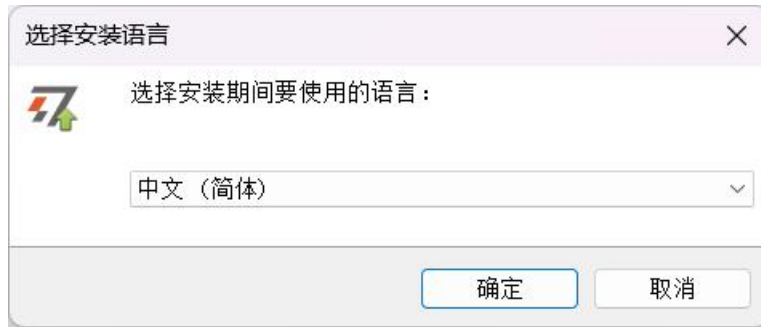 选择安装语言
选择安装期间要使用的语言：
中文 (简体)
确定
取消